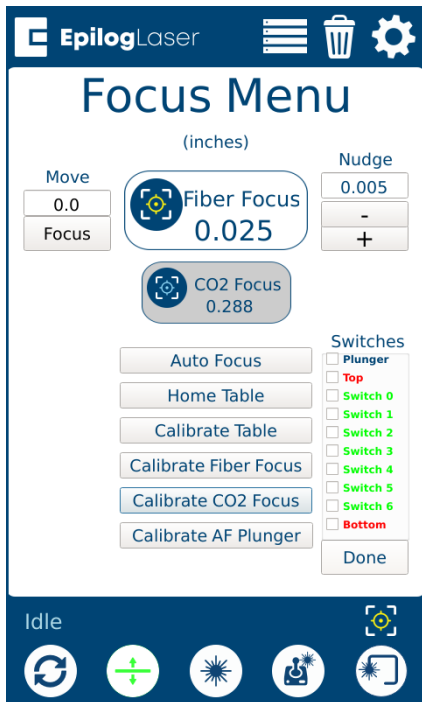 EpilogLaser
Focus Menu
(inches)
Move
0.0
Focus
Fiber Focus
0.025
Nudge
0.005
-
+
CO2 Focus
0.288
Auto Focus
Home Table
Calibrate Table
Calibrate Fiber Focus
Calibrate CO2 Focus
Calibrate AF Plunger
Switches
Plunger
Top
Switch 0
Switch 1
Switch 2
Switch 3
Switch 4
Switch 5
Switch 6
Bottom
Done
Idle